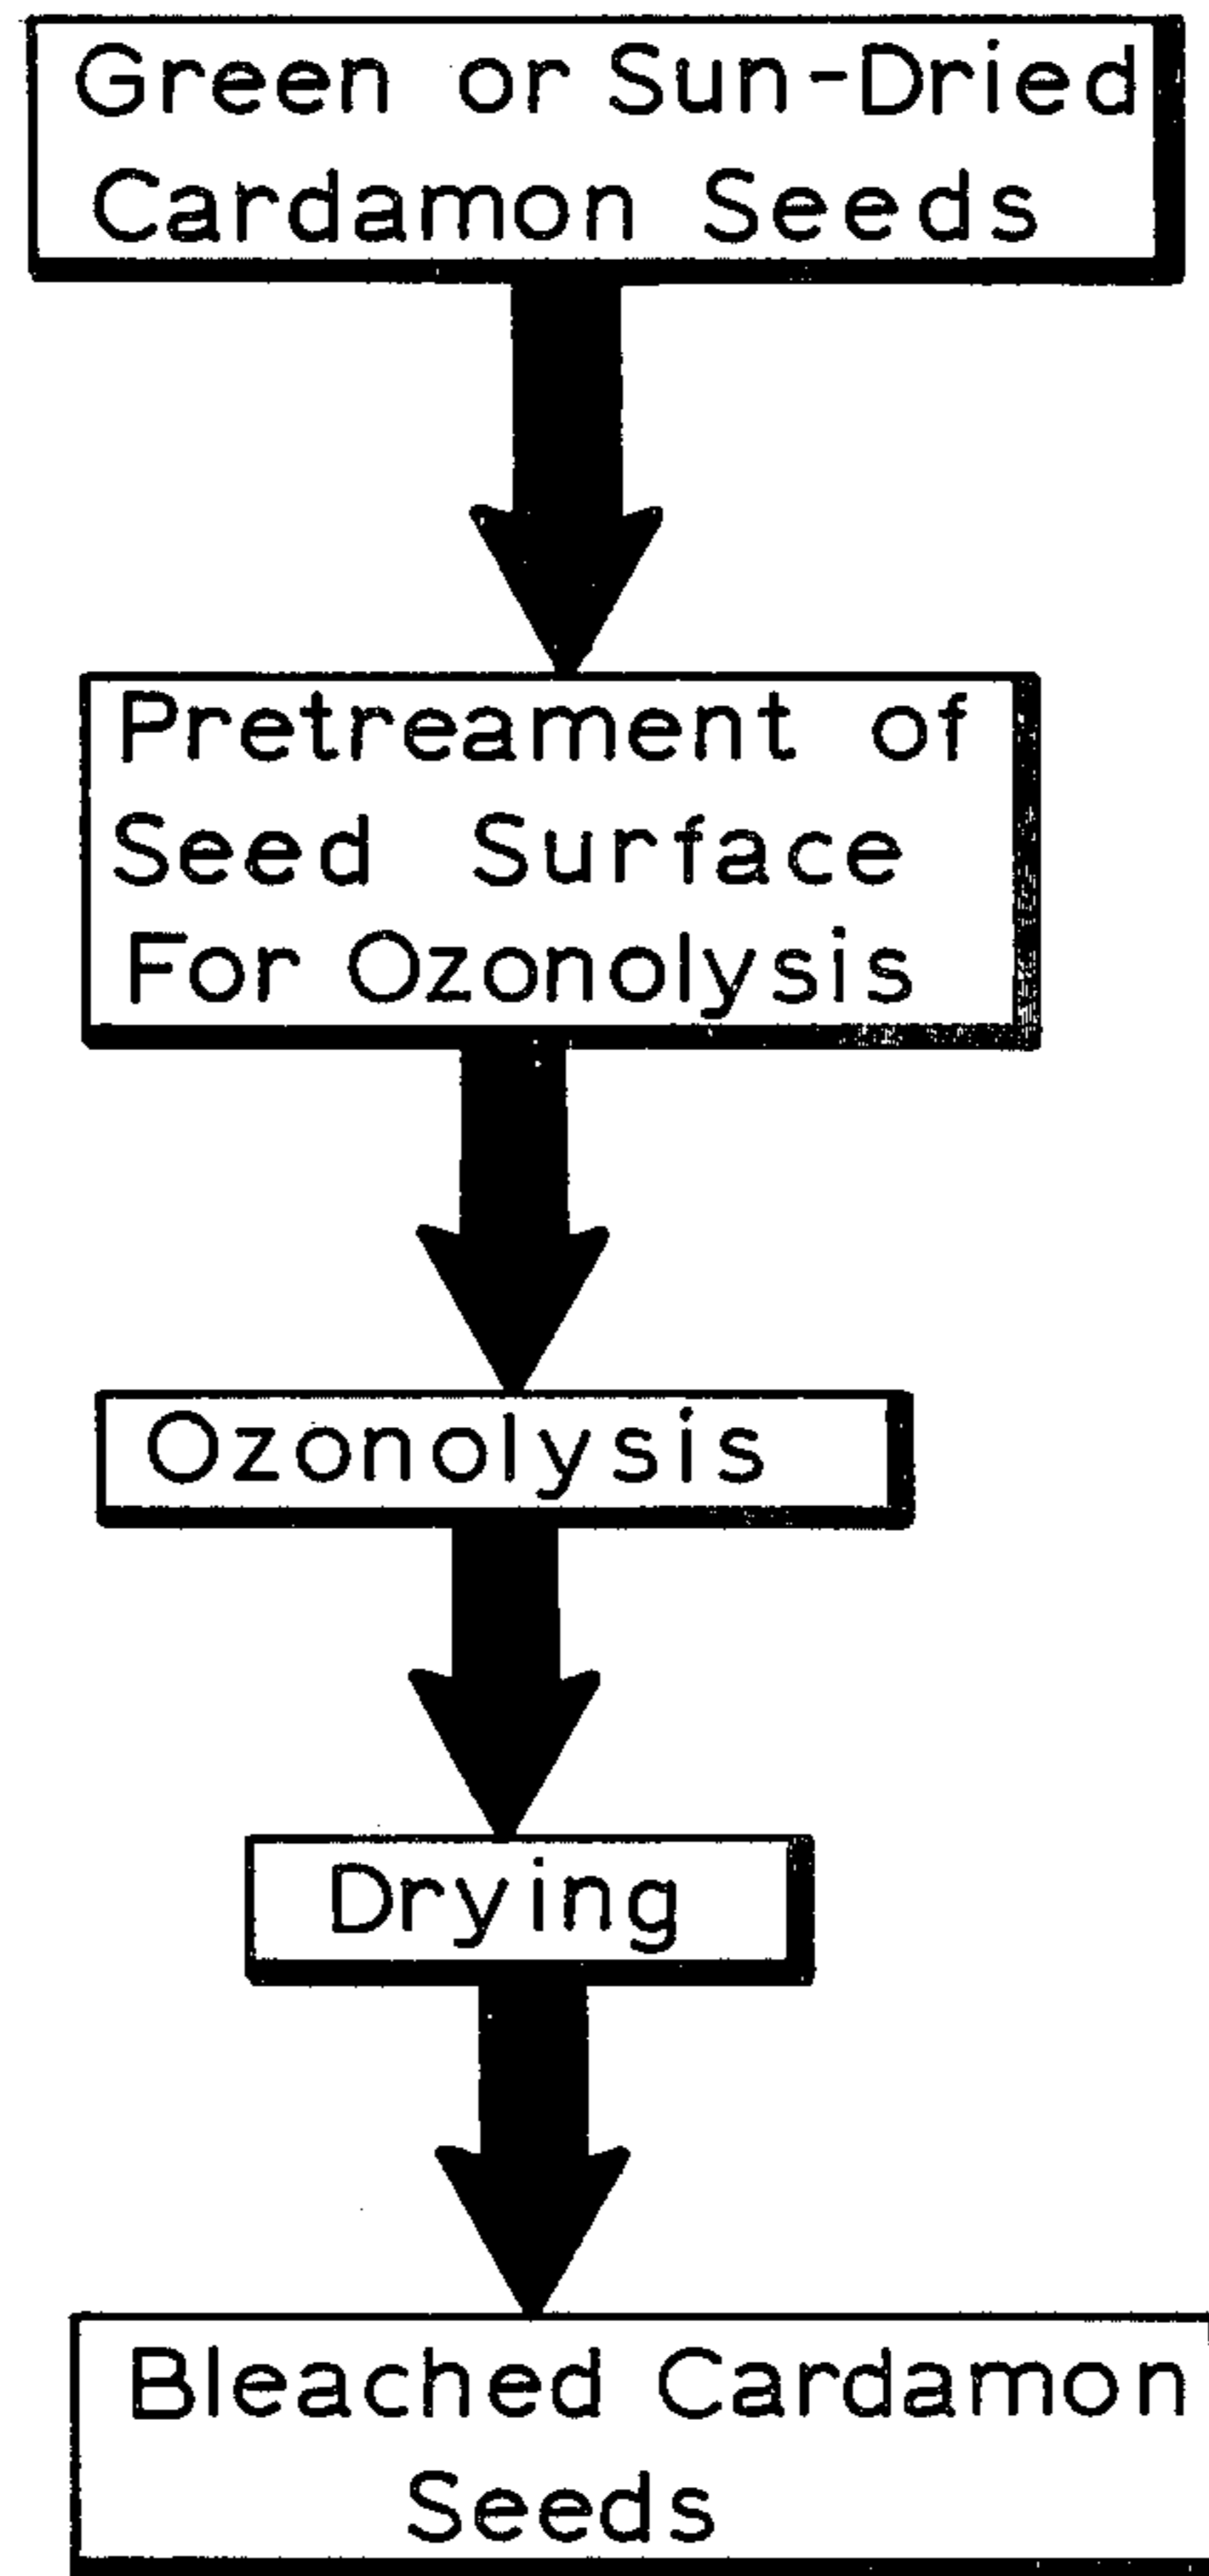 Green or Sun-Dried
Cardamon Seeds
Pretreament of
Seed Surface
For Ozonolysis
Ozonolysis
Drying
Bleached Cardamon
Seeds